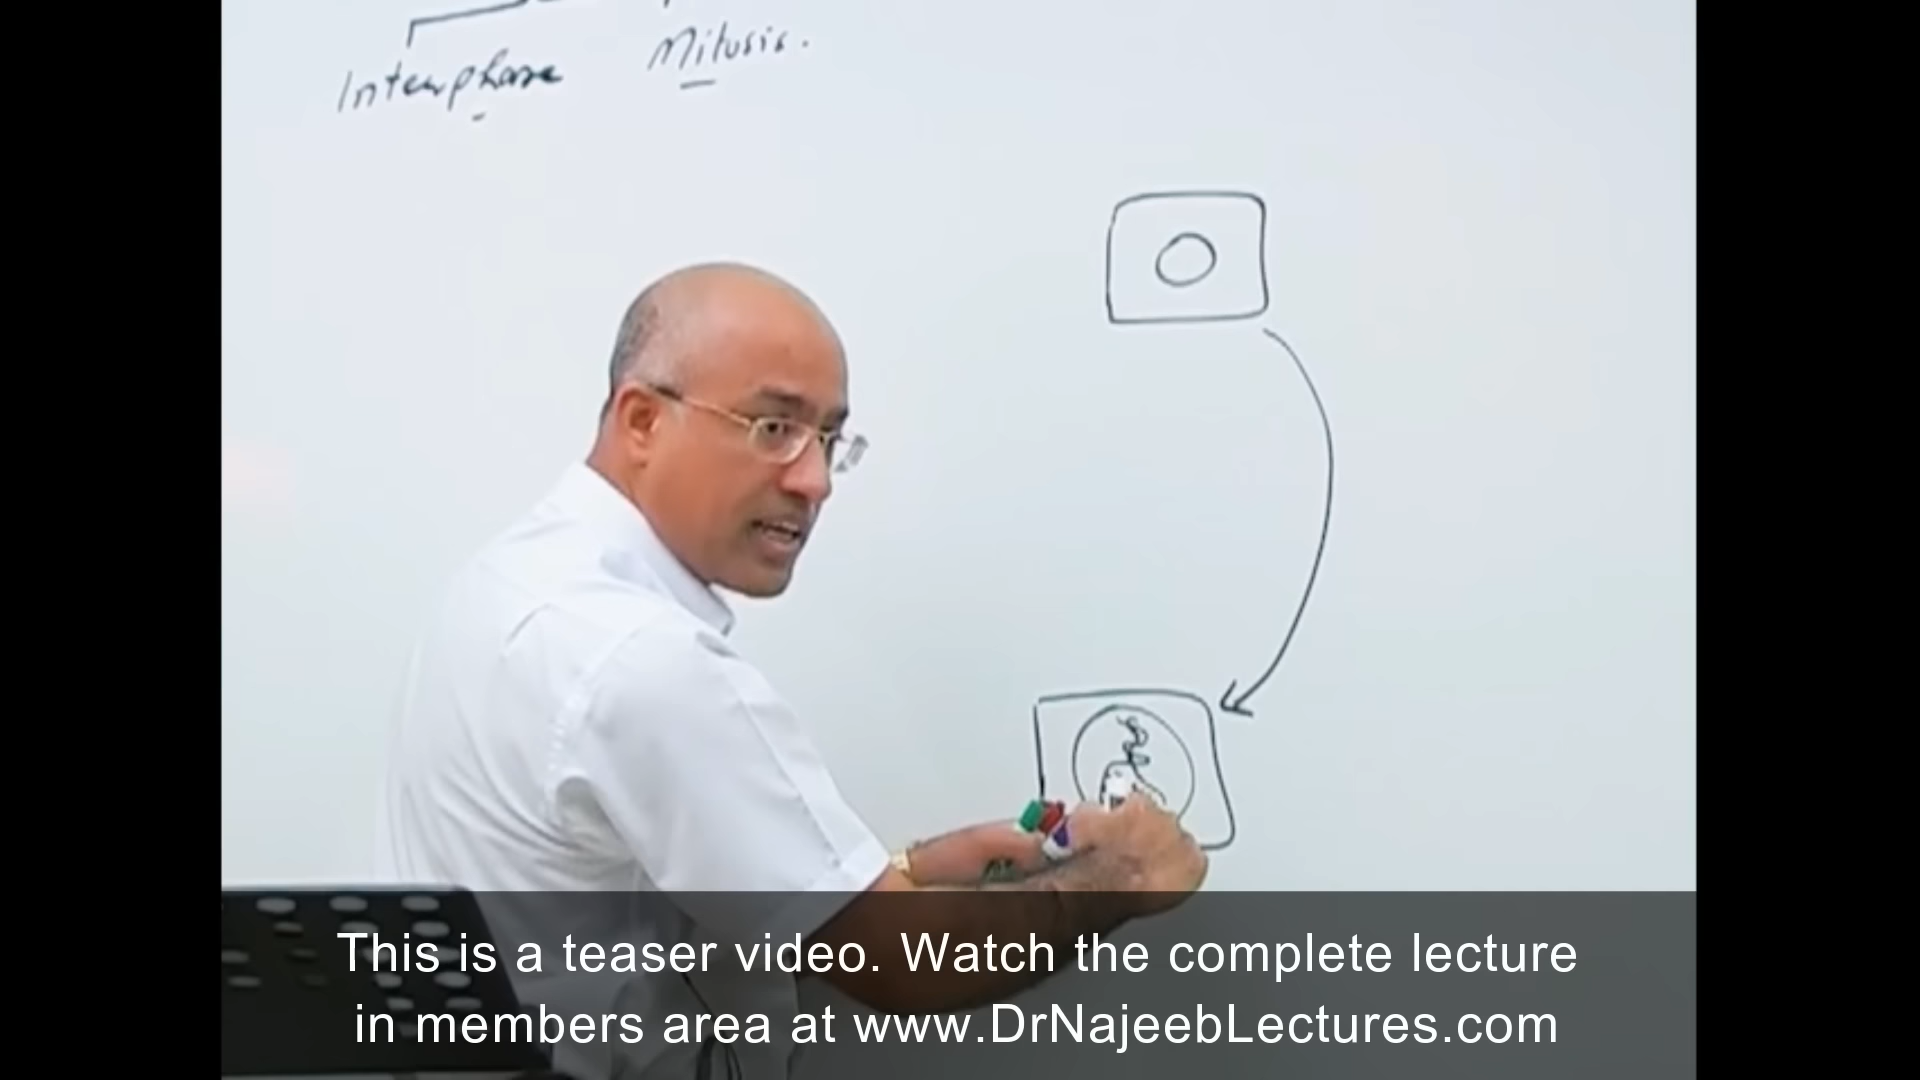 Interphase Mitosis.
This is a teaser video. Watch the complete lecture
in members area at www.DrNajeebLectures.com